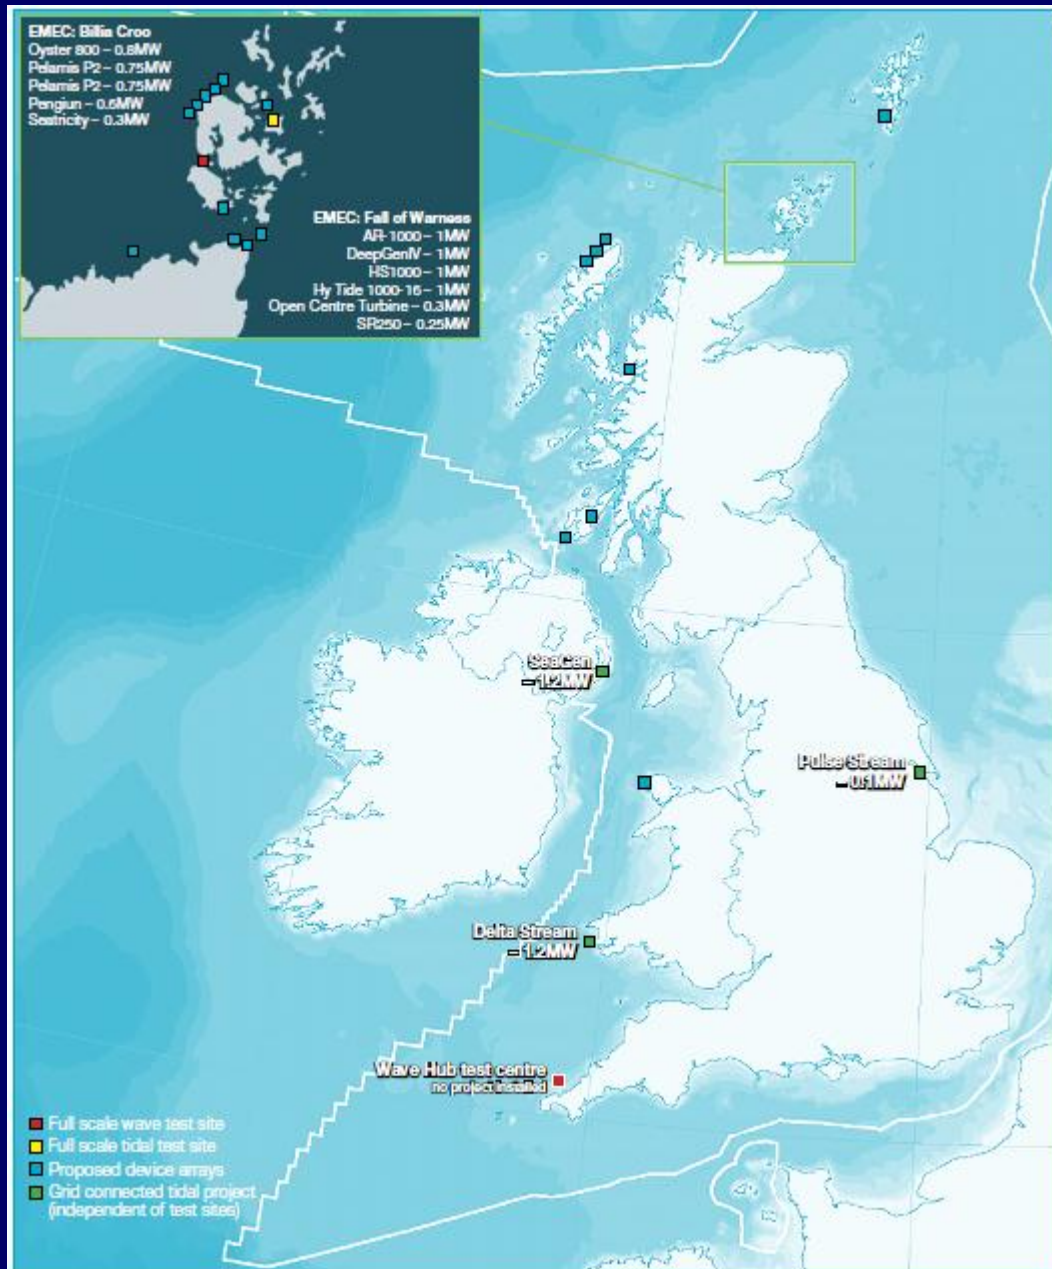 EMEC: Billia Croo
Oyster 800 – 0.8MW
Pelamis P2 – 0.75MW
Pelamis P2 – 0.75MW
Pengiun – 0.6MW
Seatricity – 0.3MW
EMEC: Fall of Warness
AR-1000 – 1MW
DeepGenIV – 1MW
HS1000 – 1MW
Hy Tide 1000-16 – 1MW
Open Centre Turbine – 0.3MW
SR250 – 0.25MW
SeaGen
– 1.2MW
Pulse Stream
– 0.1MW
Delta Stream
– 1.2MW
Wave Hub test centre
no project installed
Full scale wave test site
Full scale tidal test site
Proposed device arrays
Grid connected tidal project
(independent of test sites)